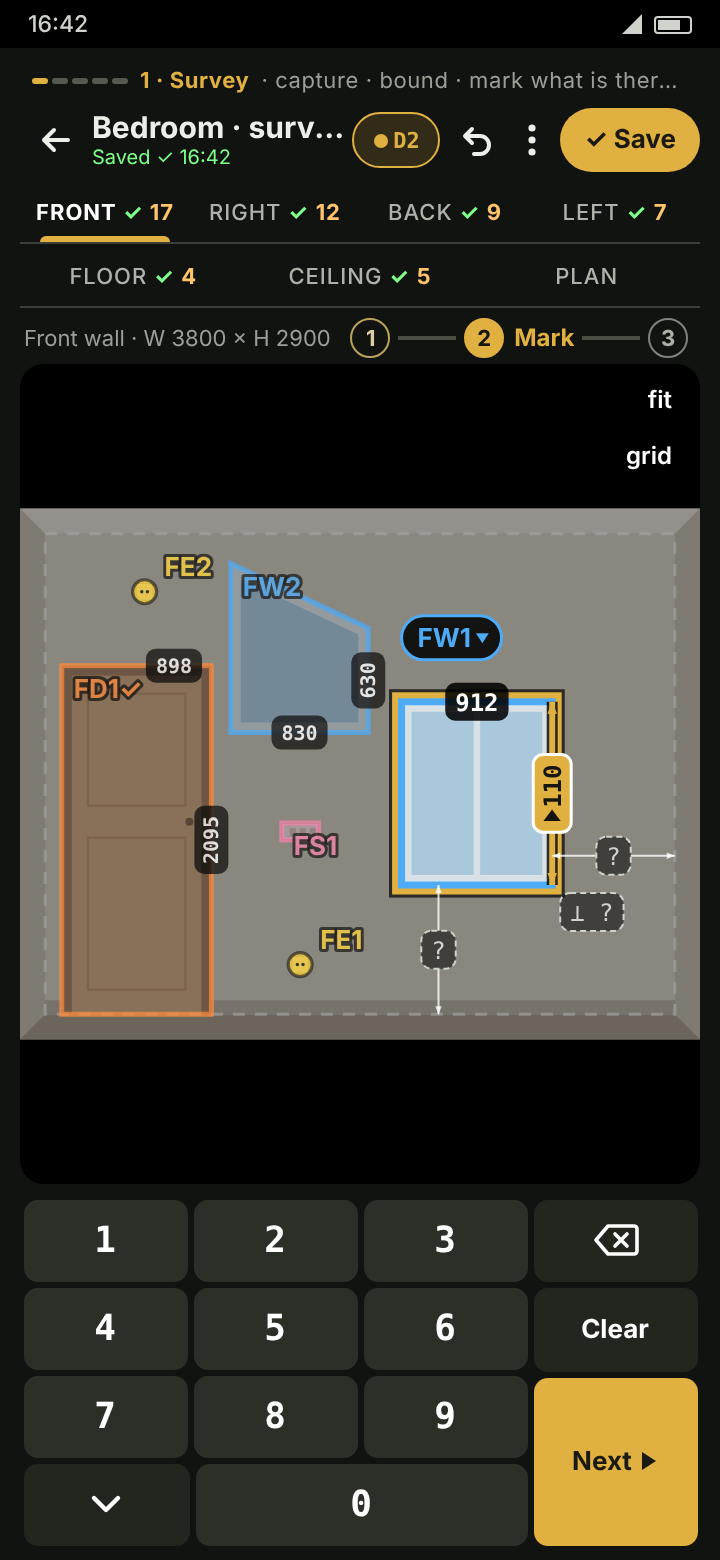 16:42
1 · Survey · capture · bound · mark what is ther…
Bedroom · surv…
Saved ✓ 16:42
D2
✓ Save
FRONT ✓ 17
RIGHT ✓ 12
BACK ✓ 9
LEFT ✓ 7
FLOOR ✓ 4
CEILING ✓ 5
PLAN
Front wall · W 3800 × H 2900
1
2 Mark
3
fit
grid
FE2
FW2
FW1▾
898
FD1✓
630
912
830
110
2095
FS1
?
⊥ ?
FE1
?
1 2 3
4 5 6 Clear
7 8 9
Next ▶
0